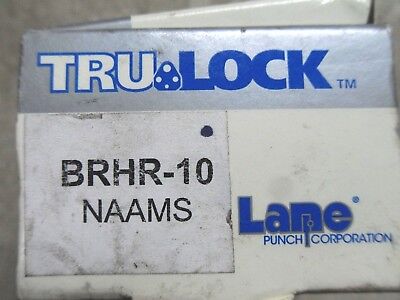 TRU LOCK ™
BRHR-10
NAAMS
Lane ®
PUNCH CORPORATION